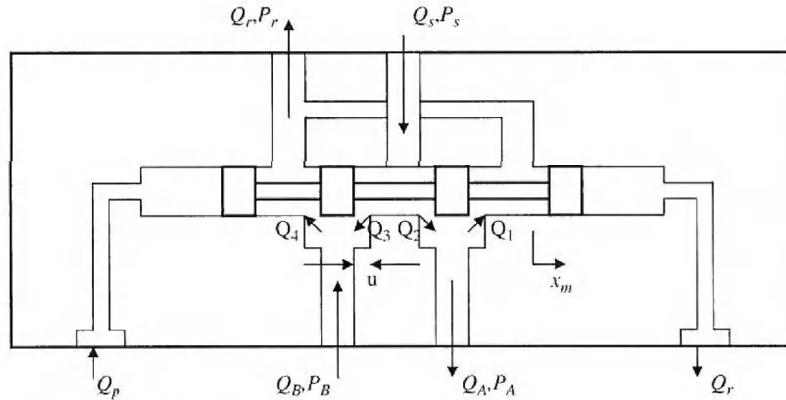 Q_r,P_r
Q_s,P_s
Q_4
Q_3
Q_2
Q_1
u
x_m
Q_p
Q_B,P_B
Q_A,P_A
Q_r